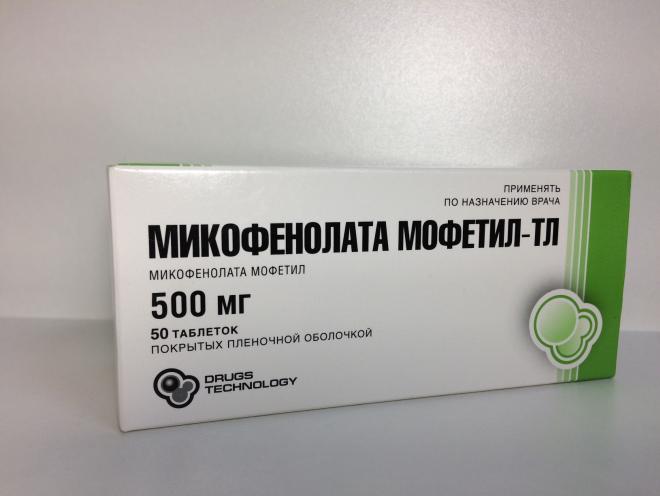 ПРИМЕНЯТЬ
ПО НАЗНАЧЕНИЮ ВРАЧА
МИКОФЕНОЛАТА МОФЕТИЛ-ТЛ
МИКОФЕНОЛАТА МОФЕТИЛ
500 МГ
50 ТАБЛЕТОК
ПОКРЫТЫХ ПЛЕНОЧНОЙ ОБОЛОЧКОЙ
DRUGS
TECHNOLOGY